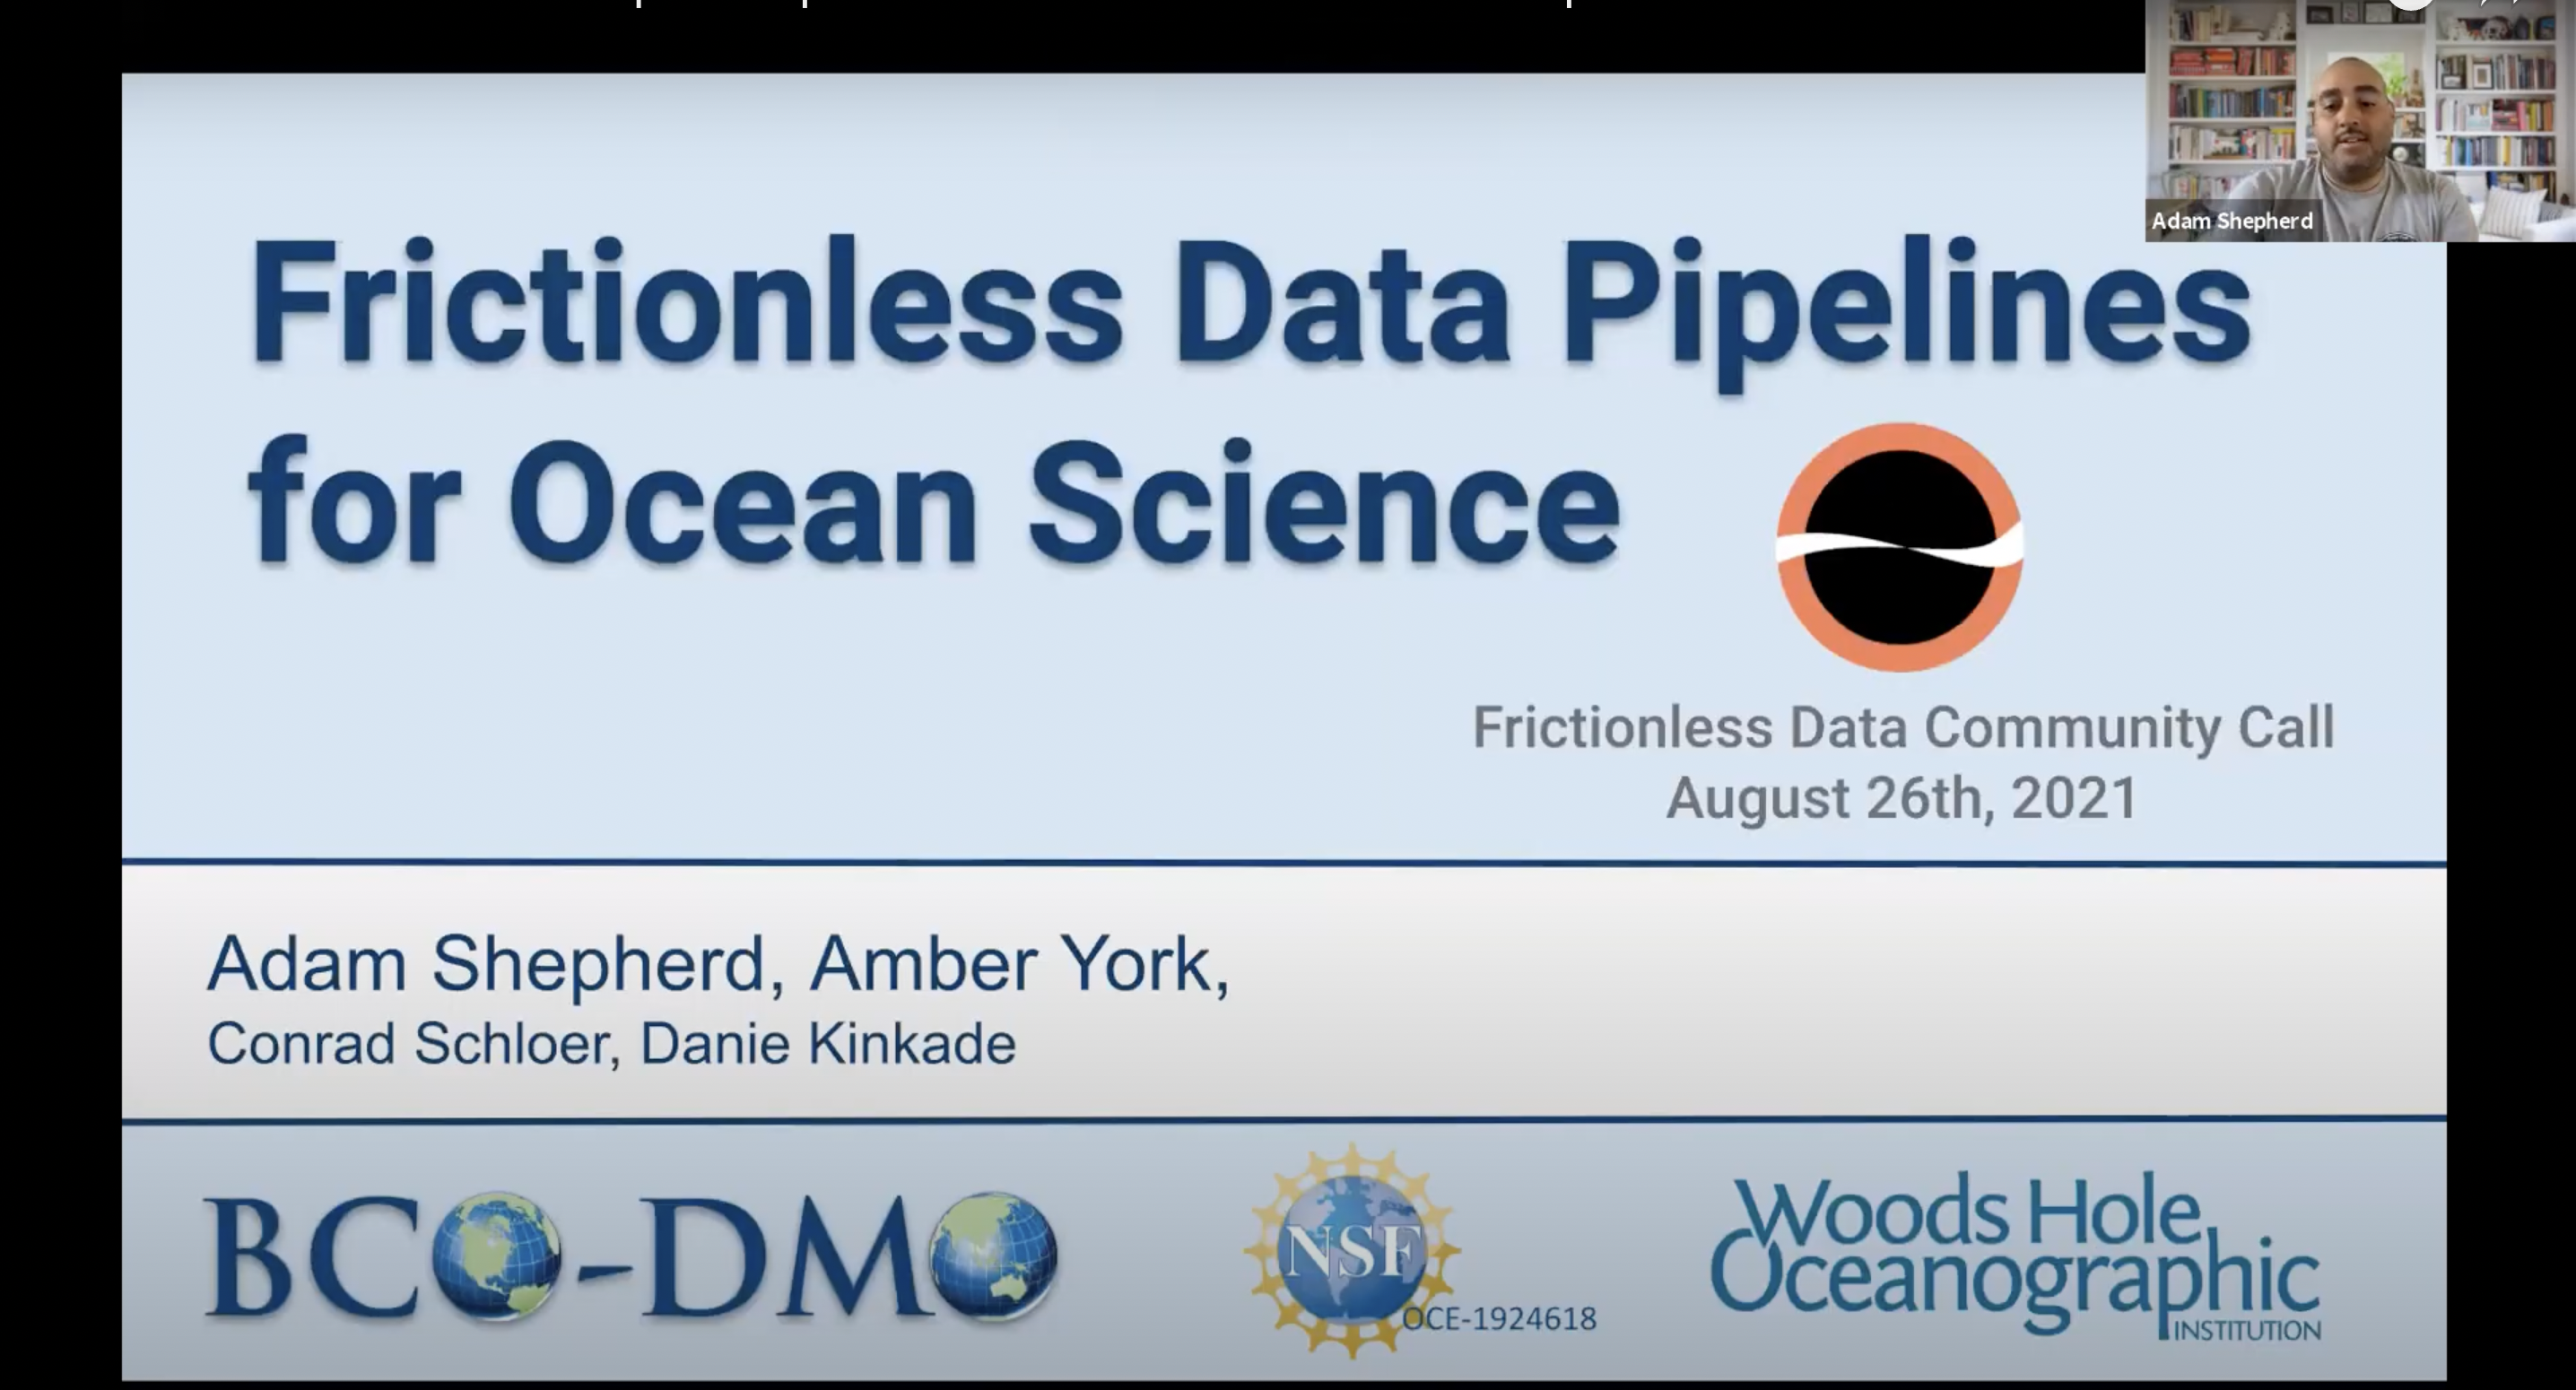 Adam Shepherd
Frictionless Data Pipelines
for Ocean Science
Frictionless Data Community Call
August 26th, 2021
Adam Shepherd, Amber York,
Conrad Schloer, Danie Kinkade
BCO-DMO
NSF
OCE-1924618
Woods Hole
Oceanographic
INSTITUTION